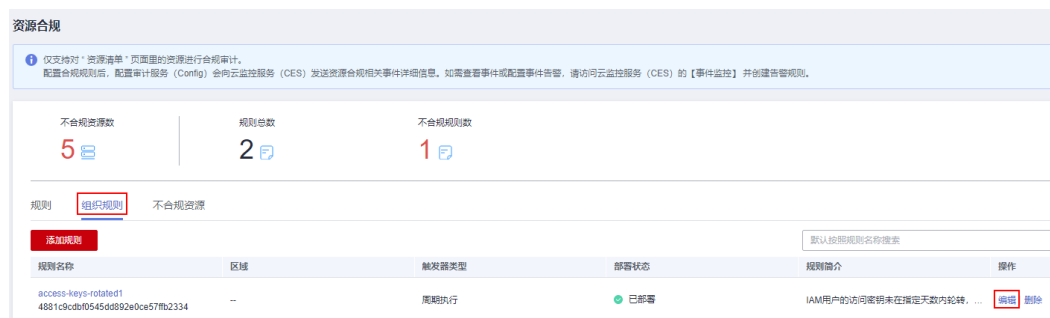 资源合规
仅支持对“资源清单”页面里的资源进行合规审计。
配置合规规则后，配置审计服务（Config）会向云监控服务（CES）发送资源合规相关事件详细信息。如需查看事件或配置事件告警，请访问云监控服务（CES）的【事件监控】并创建告警规则。
不合规资源数 规则总数 不合规规则数
5 2 1
规则 组织规则 不合规资源
添加规则 默认按照规则名称搜索
规则名称 区域 触发器类型 部署状态 规则简介 操作
access-keys-rotated1
4881c9cdbf0545dd892e0ce57ffb2334 -- 周期执行 已部署 IAM用户的访问密钥未在指定天数内轮转，... 编辑 删除